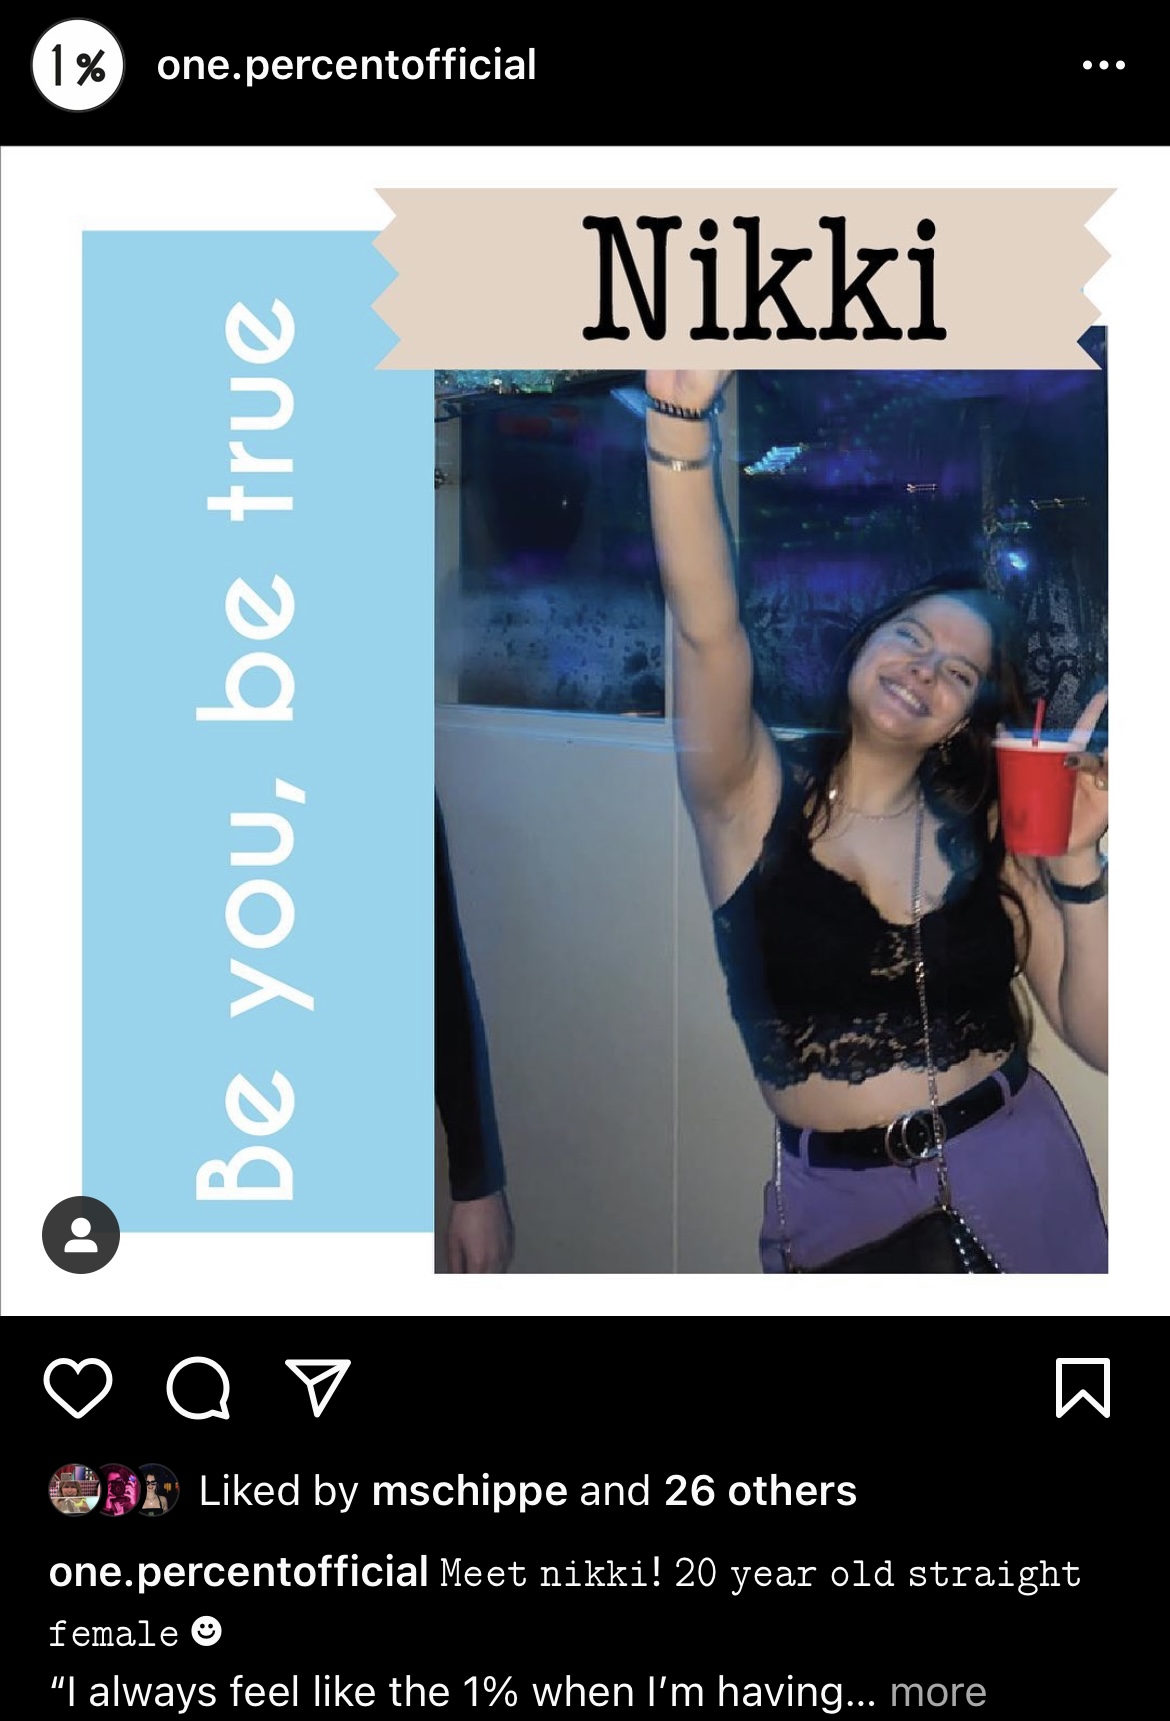 1%
one.percentofficial
Nikki
Be you, be true
Liked by mschippe and 26 others
one.percentofficial Meet nikki! 20 year old straight
female ☻
“I always feel like the 1% when I’m having... more